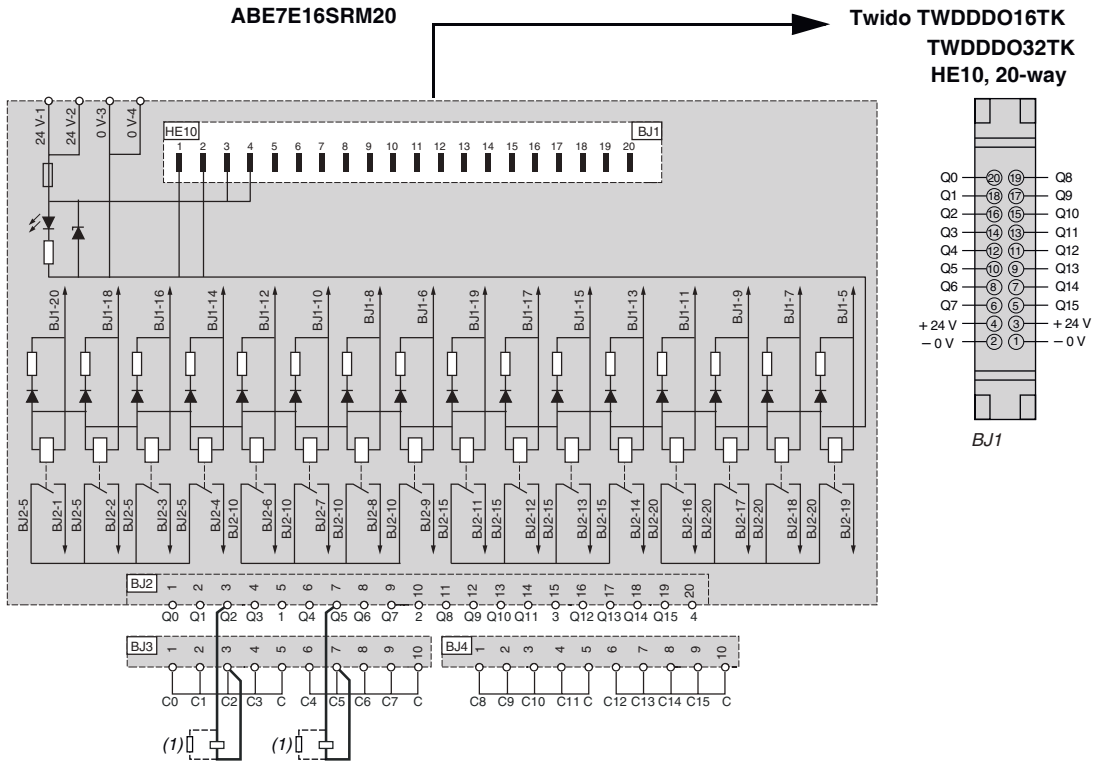 ABE7E16SRM20
Twido TWDDDO16TK
TWDDDO32TK
HE10, 20-way
24 V-1
24 V-2
0 V-3
0 V-4
HE10
BJ1
1 2 3 4 5 6 7 8 9 10 11 12 13 14 15 16 17 18 19 20
Q0 20 19 Q8
Q1 18 17 Q9
Q2 16 15 Q10
Q3 14 13 Q11
Q4 12 11 Q12
Q5 10 9 Q13
Q6 8 7 Q14
Q7 6 5 Q15
+ 24 V 4 3 + 24 V
– 0 V 2 1 – 0 V
BJ1
BJ1-20 BJ1-18 BJ1-16 BJ1-14 BJ1-12 BJ1-10 BJ1-8 BJ1-6 BJ1-19 BJ1-17 BJ1-15 BJ1-13 BJ1-11 BJ1-9 BJ1-7 BJ1-5
BJ2-5 BJ2-1 BJ2-5 BJ2-2 BJ2-5 BJ2-3 BJ2-5 BJ2-4 BJ2-10 BJ2-6 BJ2-10 BJ2-7 BJ2-10 BJ2-8 BJ2-10 BJ2-9 BJ2-15 BJ2-11 BJ2-15 BJ2-12 BJ2-15 BJ2-13 BJ2-15 BJ2-14 BJ2-20 BJ2-16 BJ2-20 BJ2-17 BJ2-20 BJ2-18 BJ2-20 BJ2-19
BJ2
1 2 3 4 5 6 7 8 9 10 11 12 13 14 15 16 17 18 19 20
Q0 Q1 Q2 Q3 1 Q4 Q5 Q6 Q7 2 Q8 Q9 Q10 Q11 3 Q12 Q13 Q14 Q15 4
BJ3
1 2 3 4 5 6 7 8 9 10
BJ4
1 2 3 4 5 6 7 8 9 10
C0 C1 C2 C3 C C4 C5 C6 C7 C
C8 C9 C10 C11 C C12 C13 C14 C15 C
(1)
(1)